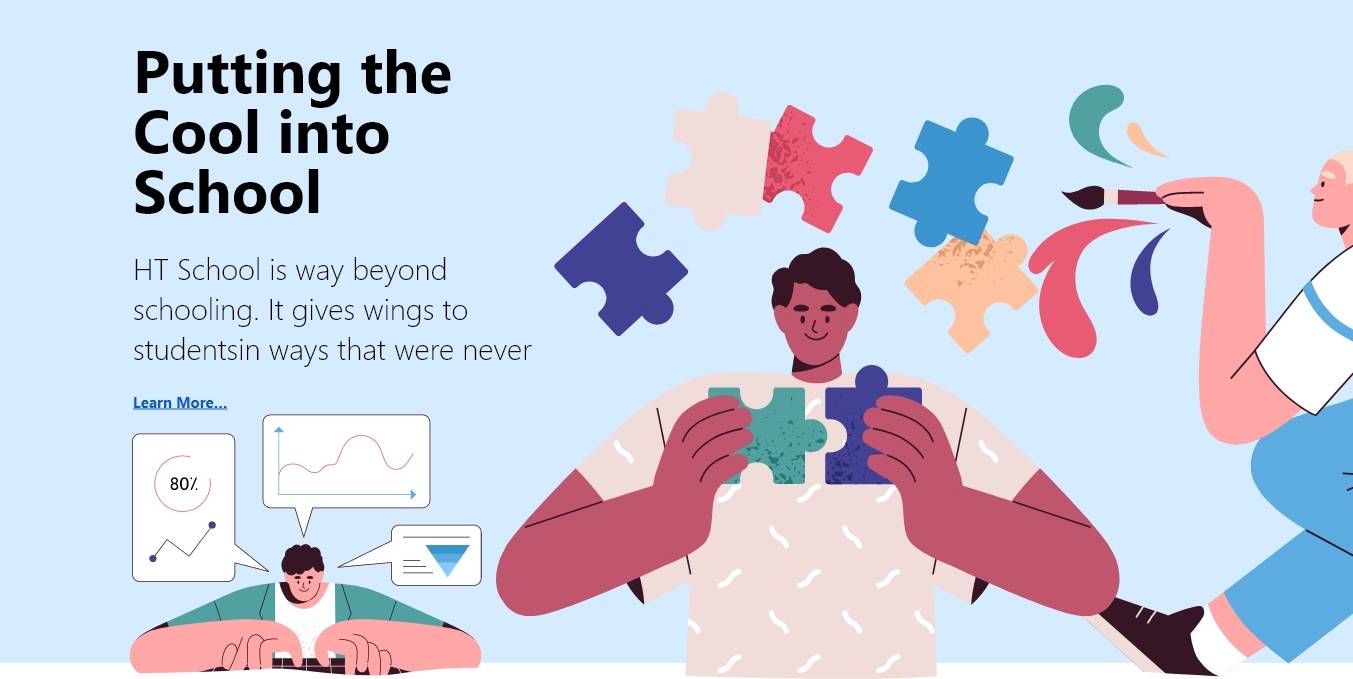 Putting the
Cool into
School
HT School is way beyond
schooling. It gives wings to
studentsin ways that were never
Learn More...
80%